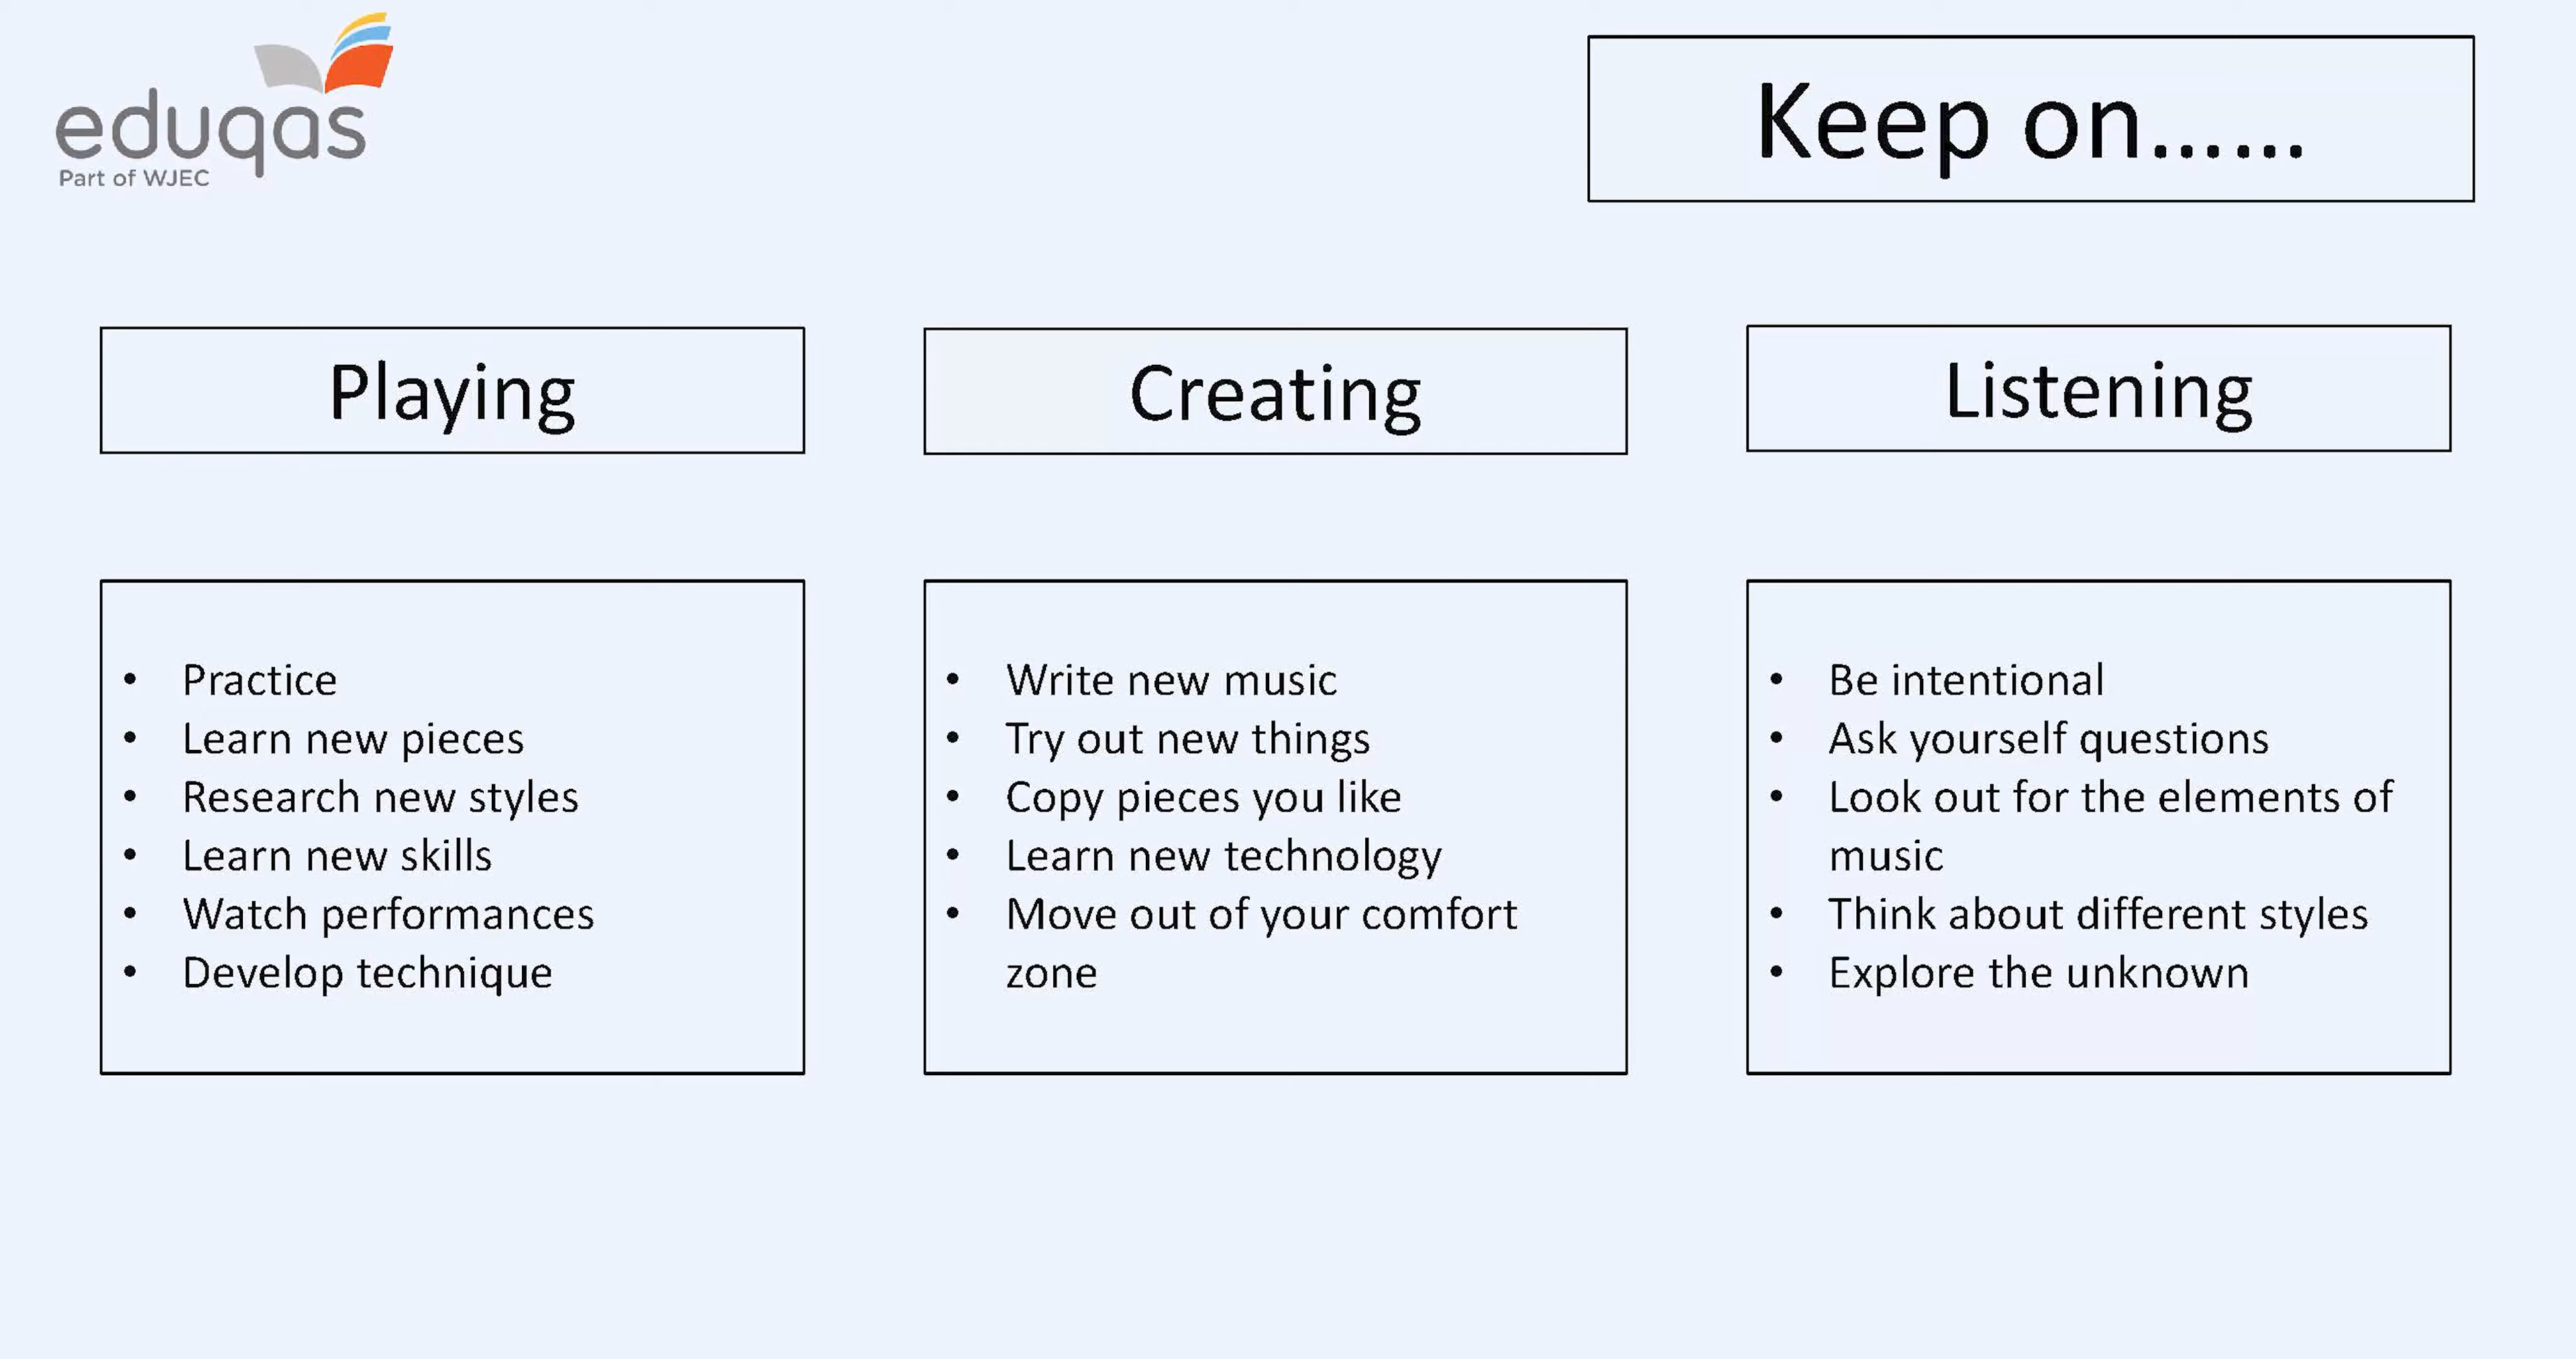 eduqas
Part of WJEC
Keep on......
Playing
Creating
Listening
• Practice
• Learn new pieces
• Research new styles
• Learn new skills
• Watch performances
• Develop technique
• Write new music
• Try out new things
• Copy pieces you like
• Learn new technology
• Move out of your comfort
zone
• Be intentional
• Ask yourself questions
• Look out for the elements of
music
• Think about different styles
• Explore the unknown